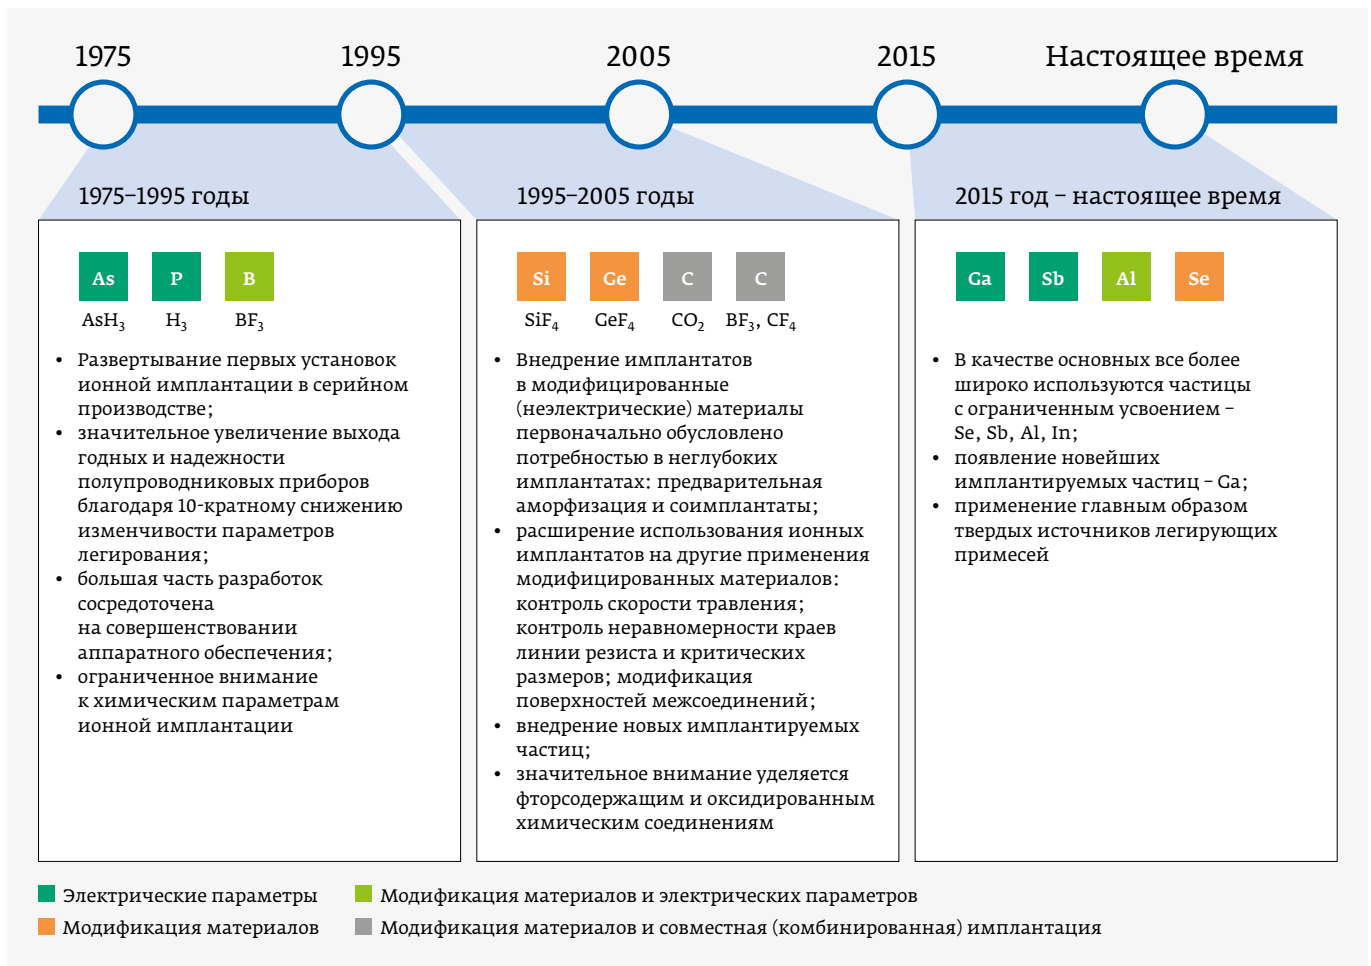 1975
1995
2005
2015
Настоящее время
1975–1995 годы
As
P
B
AsH₃
H₃
BF₃
• Развертывание первых установок
ионной имплантации в серийном
производстве;
• значительное увеличение выхода
годных и надежности
полупроводниковых приборов
благодаря 10-кратному снижению
изменчивости параметров
легирования;
• большая часть разработок
сосредоточена
на совершенствовании
аппаратного обеспечения;
• ограниченное внимание
к химическим параметрам
ионной имплантации
1995–2005 годы
Si
Ge
C
C
SiF₄
GeF₄
CO₂
BF₃, CF₄
• Внедрение имплантатов
в модифицированные
(неэлектрические) материалы
первоначально обусловлено
потребностью в неглубоких
имплантатах: предварительная
аморфизация и соимплантаты;
• расширение использования ионных
имплантатов на другие применения
модифицированных материалов:
контроль скорости травления;
контроль неравномерности краев
линии резиста и критических
размеров; модификация
поверхностей межсоединений;
• внедрение новых имплантируемых
частиц;
• значительное внимание уделяется
фторсодержащим и оксидированным
химическим соединениям
2015 год – настоящее время
Ga
Sb
Al
Se
• В качестве основных все более
широко используются частицы
с ограниченным усвоением –
Se, Sb, Al, In;
• появление новейших
имплантируемых частиц – Ga;
• применение главным образом
твердых источников легирующих
примесей
Электрические параметры
Модификация материалов и электрических параметров
Модификация материалов
Модификация материалов и совместная (комбинированная) имплантация